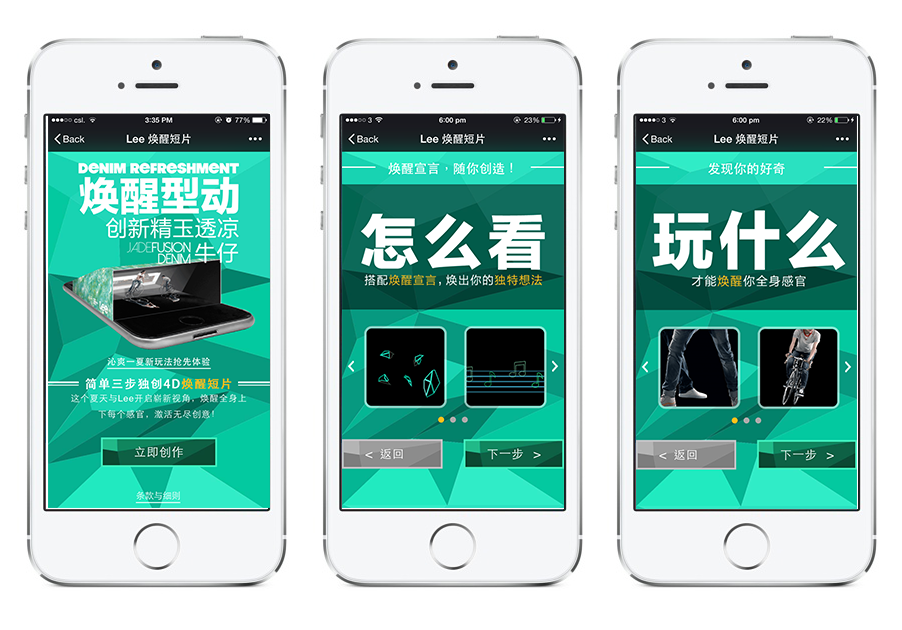 csl.
3:35 PM
77%
Back
Lee 焕醒短片
DENIM REFRESHMENT
焕醒型动
创新精玉透凉
JADEFUSION
DENIM 牛仔
沁爽一夏新玩法抢先体验
简单三步独创4D焕醒短片
这个夏天与Lee开启崭新视角，焕醒全身上
下每个感官，激活无尽创意！
立即创作
条款与细则
3
6:00 pm
23%
Back
Lee 焕醒短片
焕醒宣言，随你创造！
怎么看
搭配焕醒宣言，焕出你的独特想法
< 返回
下一步 >
3
6:00 pm
22%
Back
Lee 焕醒短片
发现你的好奇
玩什么
才能焕醒你全身感官
< 返回
下一步 >